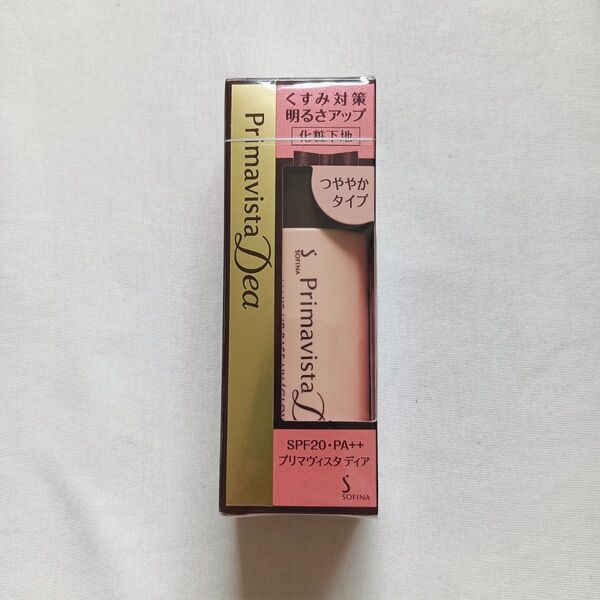 Primavista Dea
くすみ対策
明るさアップ
化粧下地
つややか
タイプ
SOFINA
Primavista D
SPF20・PA++
プリマヴィスタ ディア
SOFINA